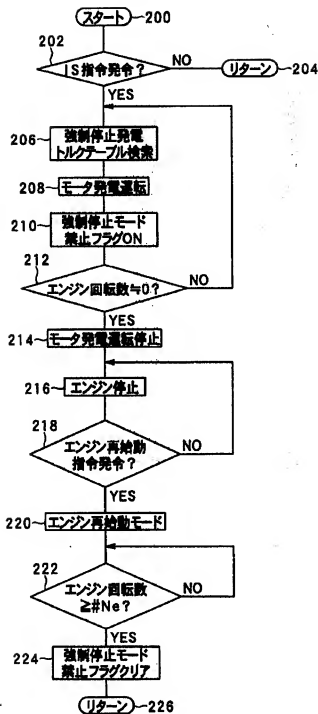 スタート 200
202
IS指令発令？
NO
リターン 204
YES
206 強制停止発電
トルクテーブル検索
208 モータ発電運転
210 強制停止モード
禁止フラグON
212
エンジン回転数≒0？
NO
YES
214 モータ発電運転停止
216 エンジン停止
218
エンジン再始動
指令発令？
NO
YES
220 エンジン再始動モード
222
エンジン回転数
≧#Ne？
NO
YES
224 強制停止モード
禁止フラグクリア
リターン 226